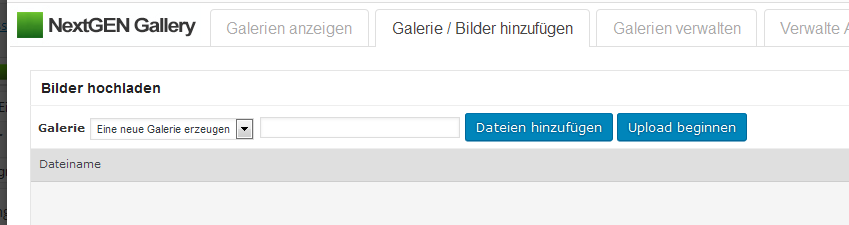 NextGEN Gallery Galerien anzeigen Galerie / Bilder hinzufügen Galerien verwalten Verwalte A
Bilder hochladen
Galerie Eine neue Galerie erzeugen Dateien hinzufügen Upload beginnen
Dateiname